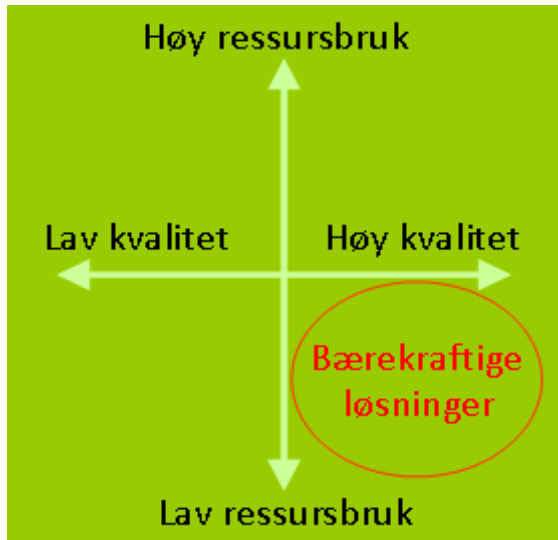 Høy ressursbruk
Lav kvalitet
Høy kvalitet
Bærekraftige
løsninger
Lav ressursbruk